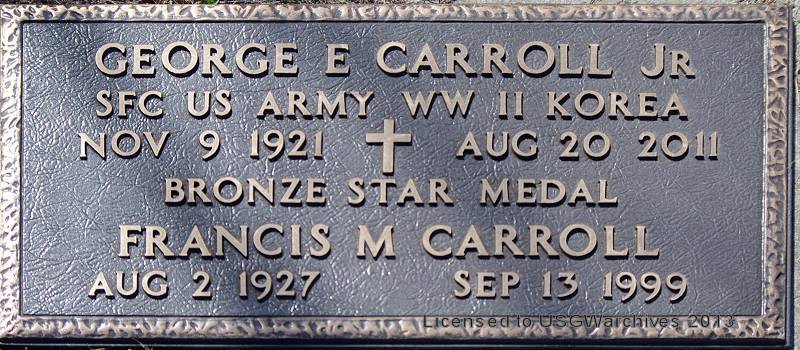 GEORGE E CARROLL JR
SFC US ARMY WW II KOREA
NOV 9 1921 AUG 20 2011
BRONZE STAR MEDAL
FRANCIS M CARROLL
AUG 2 1927 SEP 13 1999
Licensed to USGWarchives 2013